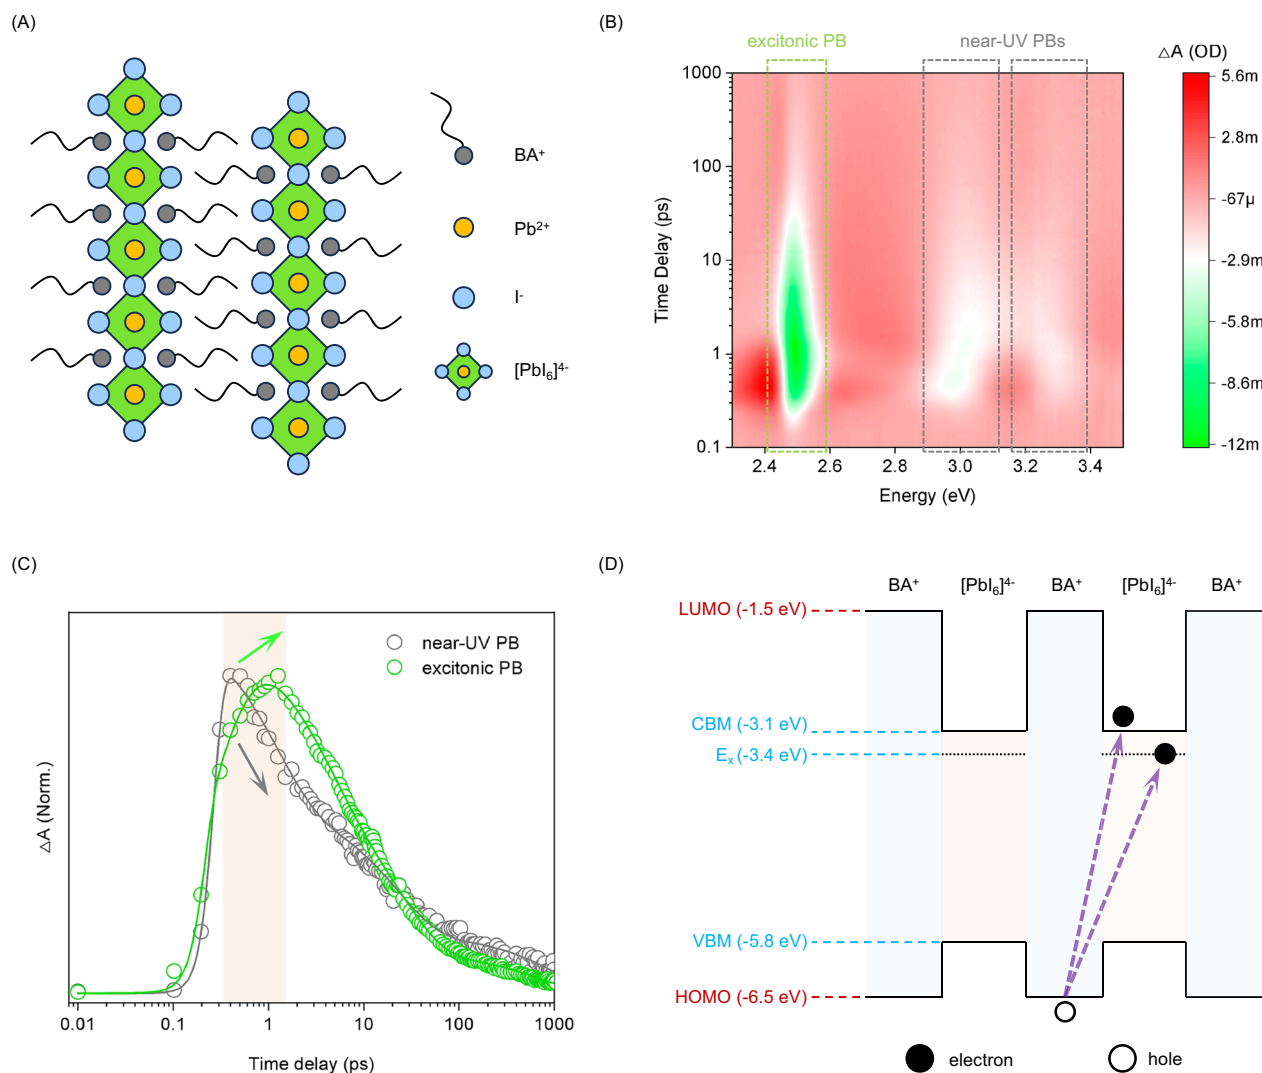 (A)
BA⁺
Pb²⁺
I⁻
[PbI₆]⁴⁻
(B)
excitonic PB
near-UV PBs
△A (OD)
1000
100
10
1
0.1
Time Delay (ps)
2.4 2.6 2.8 3.0 3.2 3.4
Energy (eV)
5.6m
2.8m
-67μ
-2.9m
-5.8m
-8.6m
-12m
(C)
near-UV PB
excitonic PB
△A (Norm.)
0.01 0.1 1 10 100 1000
Time delay (ps)
(D)
BA⁺ [PbI₆]⁴⁻ BA⁺ [PbI₆]⁴⁻ BA⁺
LUMO (-1.5 eV)
CBM (-3.1 eV)
Eₓ (-3.4 eV)
VBM (-5.8 eV)
HOMO (-6.5 eV)
electron
hole